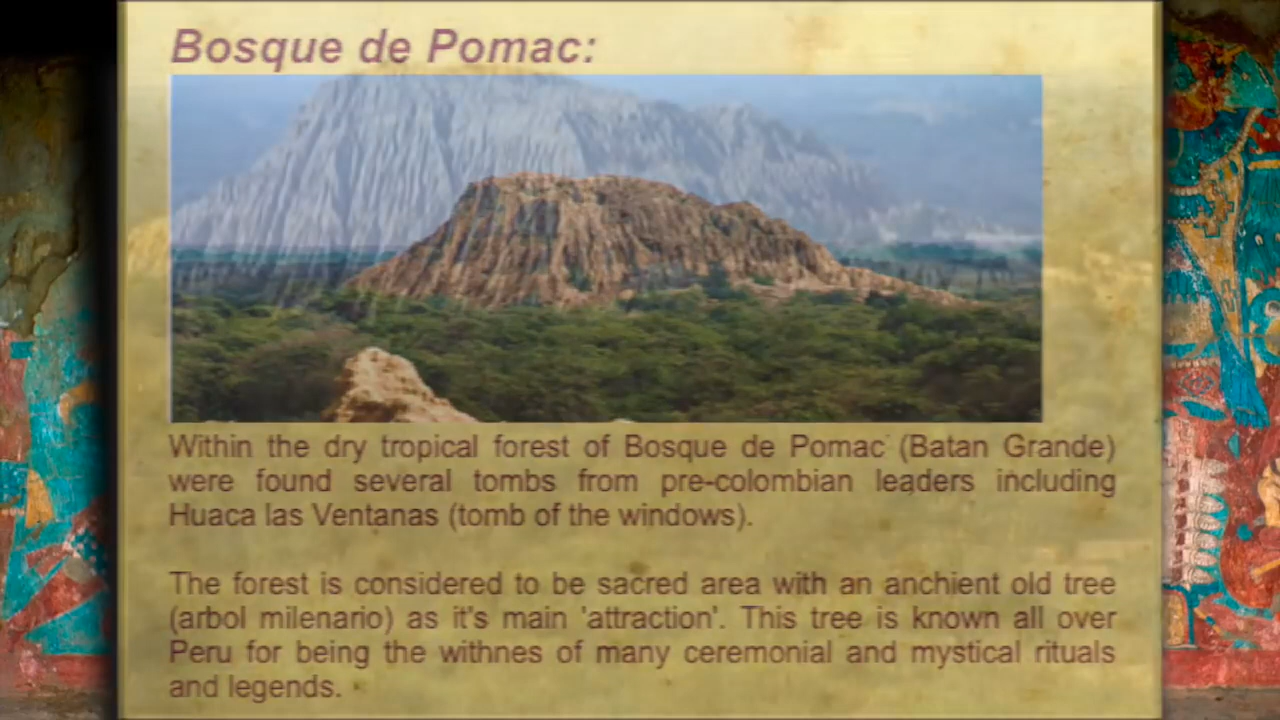 Bosque de Pomac:
Within the dry tropical forest of Bosque de Pomac (Batan Grande)
were found several tombs from pre-colombian leaders including
Huaca las Ventanas (tomb of the windows).
The forest is considered to be sacred area with an anchient old tree
(arbol milenario) as it's main 'attraction'. This tree is known all over
Peru for being the withnes of many ceremonial and mystical rituals
and legends.